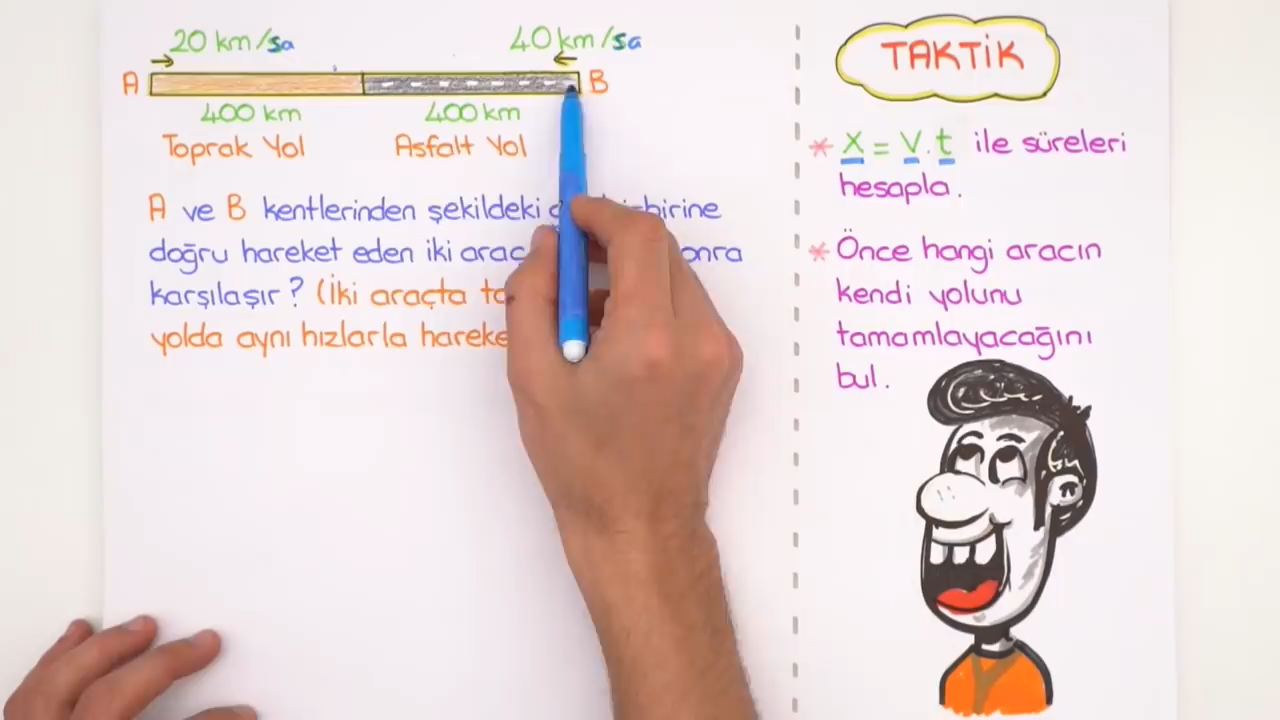 20 km/sa 40 km/sa
A B
400 km 400 km
Toprak Yol Asfalt Yol
A ve B kentlerinden şekildeki birine
doğru hareket eden iki araç
karşılaşır? (İki araçta
yolda aynı hızlarla
TAKTİK
* x = v.t ile süreleri
hesapla.
* Önce hangi aracın
kendi yolunu
tamamlayacağını
bul.